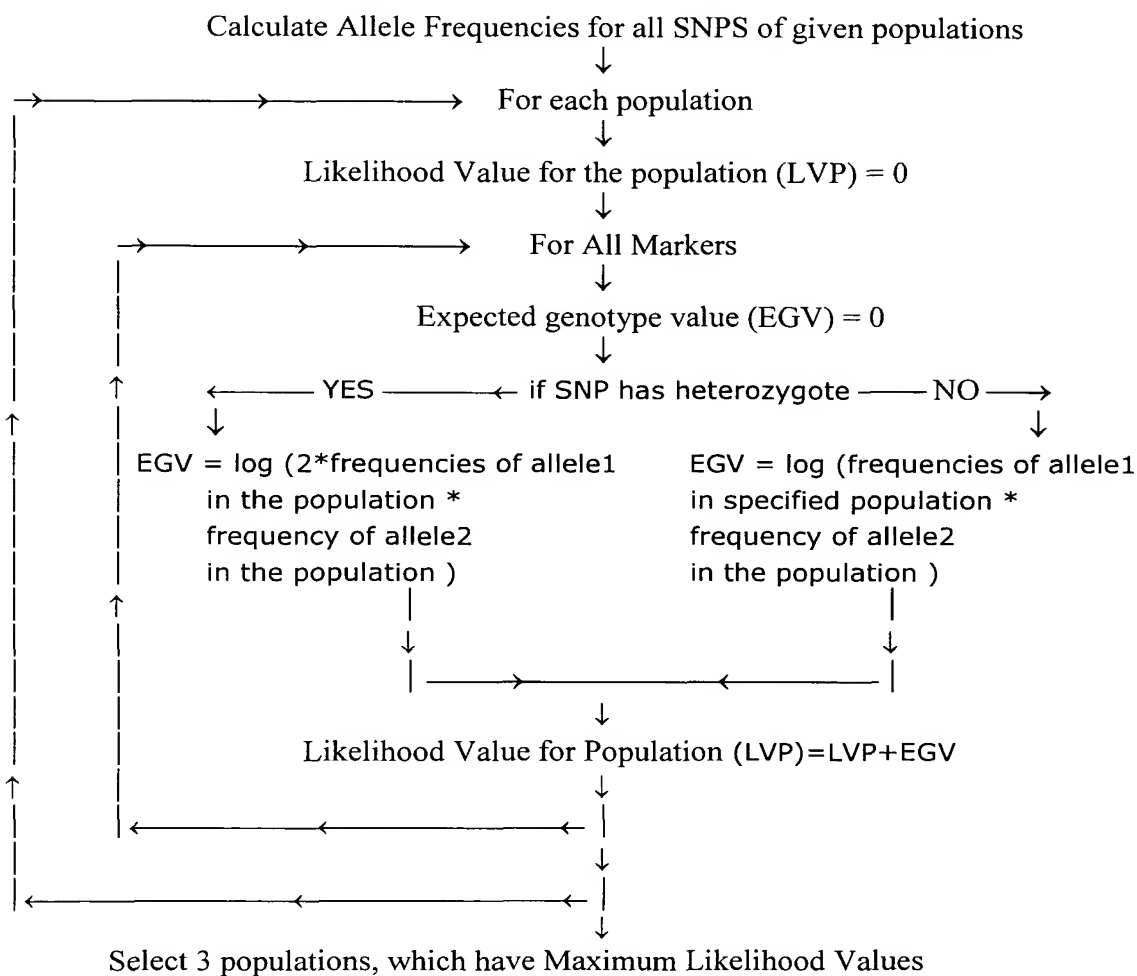 Calculate Allele Frequencies for all SNPS of given populations
For each population
Likelihood Value for the population (LVP) = 0
For All Markers
Expected genotype value (EGV) = 0
YES if SNP has heterozygote NO
EGV = log (2*frequencies of allele1
in the population *
frequency of allele2
in the population )
EGV = log (frequencies of allele1
in specified population *
frequency of allele2
in the population )
Likelihood Value for Population (LVP)=LVP+EGV
Select 3 populations, which have Maximum Likelihood Values